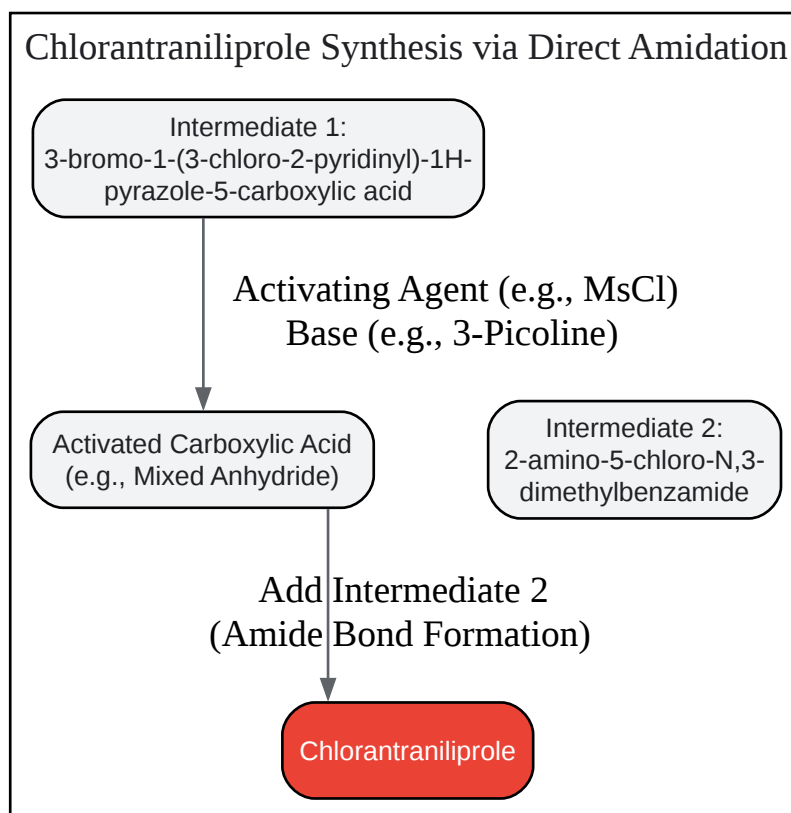 Chlorantraniliprole Synthesis via Direct Amidation
Intermediate 1:
3-bromo-1-(3-chloro-2-pyridinyl)-1H-
pyrazole-5-carboxylic acid
Activating Agent (e.g., MsCl)
Base (e.g., 3-Picoline)
Activated Carboxylic Acid
(e.g., Mixed Anhydride)
Intermediate 2:
2-amino-5-chloro-N,3-
dimethylbenzamide
Add Intermediate 2
(Amide Bond Formation)
Chlorantraniliprole